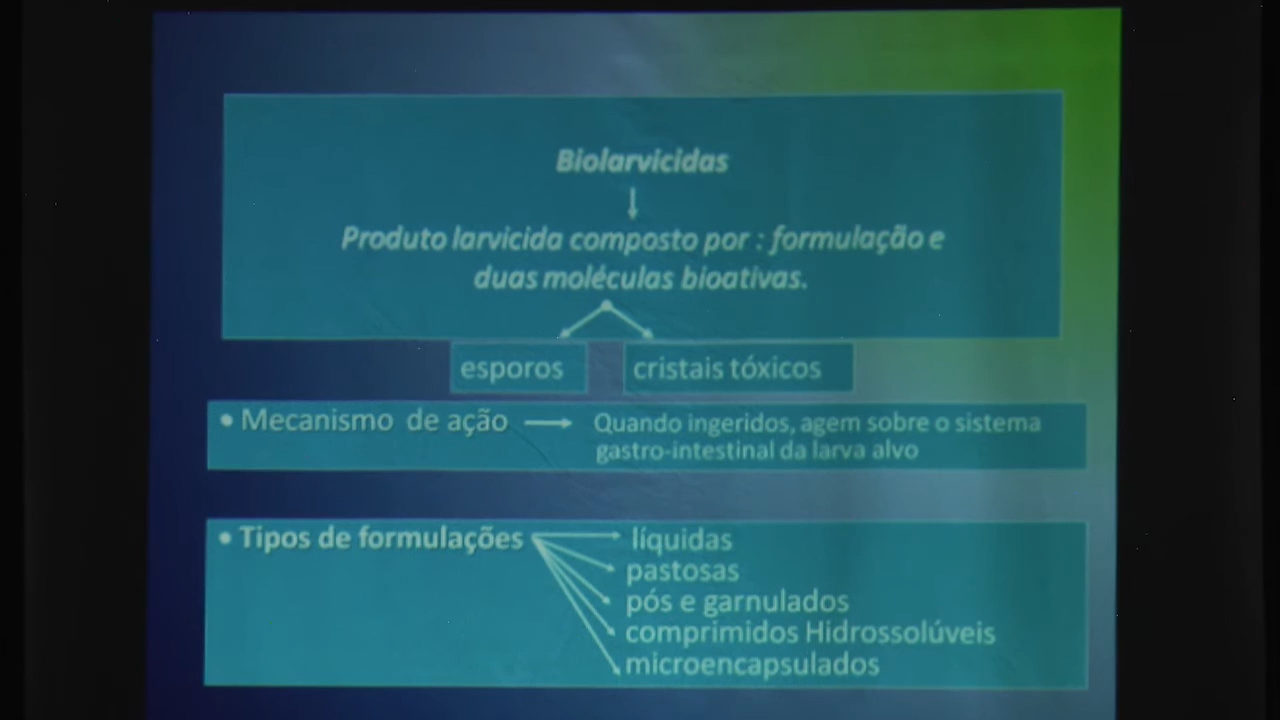 Biolarvicidas
Produto larvicida composto por : formulação e
duas moléculas bioativas.
esporos
cristais tóxicos
• Mecanismo de ação
Quando ingeridos, agem sobre o sistema
gastro-intestinal da larva alvo
• Tipos de formulações
líquidas
pastosas
pós e garnulados
comprimidos Hidrossolúveis
microencapsulados